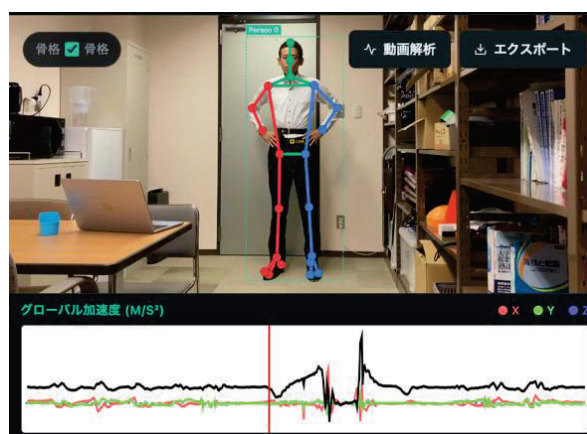 Person 0
骨格 骨格
動画解析
エクスポート
グローバル加速度 (M/S²)
X
Y
Z